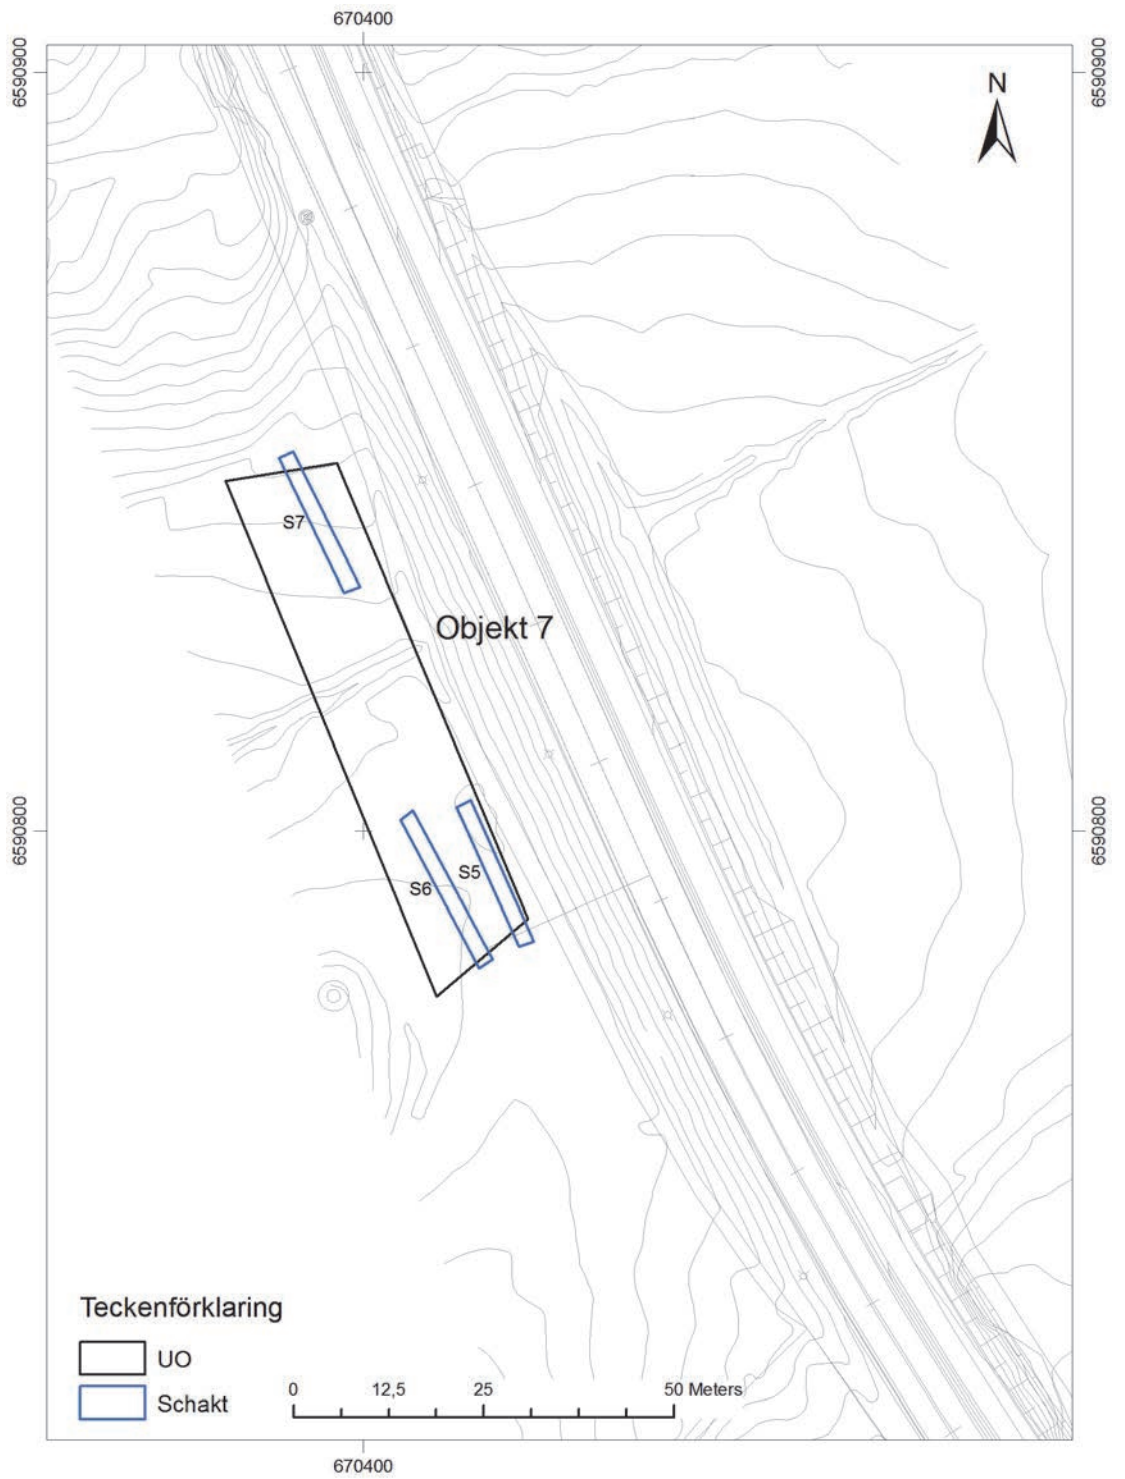 670400
6590900
6590900
N
S7
Objekt 7
6590800
6590800
S5
S6
Teckenförklaring
UO
Schakt
0 12,5 25 50 Meters
670400